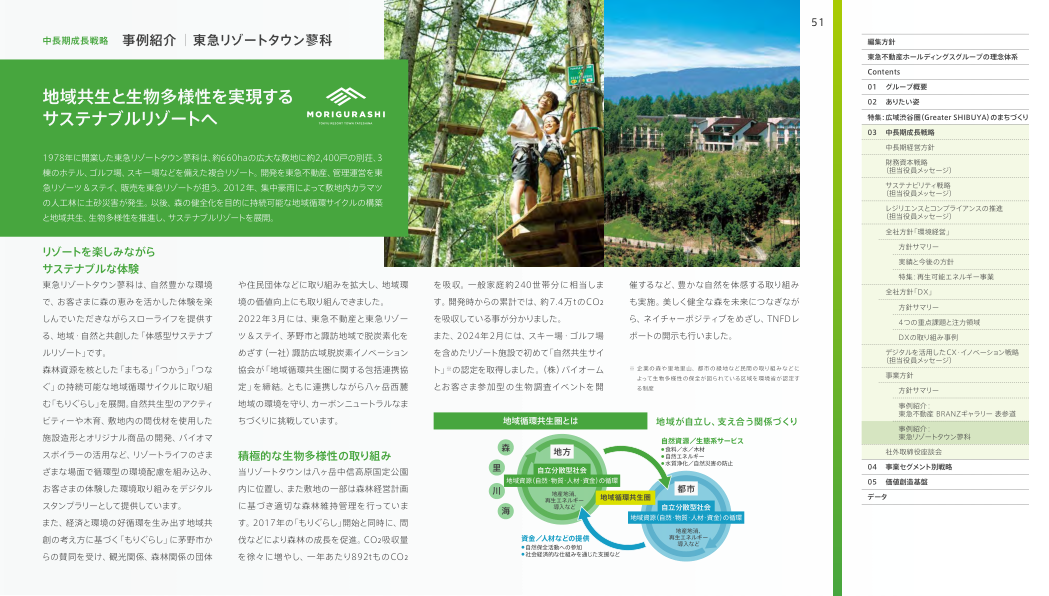 51
中長期成長戦略 事例紹介 | 東急リゾートタウン蓼科
地域共生と生物多様性を実現する
サステナブルリゾートへ
MORIGURASHI
TOKYU RESORT TOWN TATESHINA
1978年に開業した東急リゾートタウン蓼科は、約660haの広大な敷地に約2,400戸の別荘、3
棟のホテル、ゴルフ場、スキー場などを備えた複合リゾート。開発を東急不動産、管理運営を東
急リゾーツ＆ステイ、販売を東急リゾートが担う。2012年、集中豪雨によって敷地内カラマツ
の人工林に土砂災害が発生。以後、森の健全化を目的に持続可能な地域循環サイクルの構築
と地域共生、生物多様性を推進し、サステナブルリゾートを展開。
リゾートを楽しみながら
サステナブルな体験
東急リゾートタウン蓼科は、自然豊かな環境
で、お客さまに森の恵みを活かした体験を楽
しんでいただきながらスローライフを提供す
る、地域・自然と共創した「体感型サステナブ
ルリゾート」です。
森林資源を核とした「まもる」「つかう」「つな
ぐ」の持続可能な地域循環サイクルに取り組
む「もりぐらし」を展開。自然共生型のアクティ
ビティーや木育、敷地内の間伐材を使用した
施設造形とオリジナル商品の開発、バイオマ
スボイラーの活用など、リゾートライフのさま
ざまな場面で循環型の環境配慮を組み込み、
お客さまの体験した環境取り組みをデジタル
スタンプラリーとして提供しています。
また、経済と環境の好循環を生み出す地域共
創の考え方に基づく「もりぐらし」に茅野市か
らの賛同を受け、観光関係、森林関係の団体
や住民団体などに取り組みを拡大し、地域環
境の価値向上にも取り組んできました。
2022年3月には、東急不動産と東急リゾー
ツ＆ステイ、茅野市と諏訪地域で脱炭素化を
めざす（一社）諏訪広域脱炭素イノベーション
協会が「地域循環共生圏に関する包括連携協
定」を締結。ともに連携しながら八ヶ岳西麓
地域の環境を守り、カーボンニュートラルなま
ちづくりに挑戦しています。
積極的な生物多様性の取り組み
当リゾートタウンは八ヶ岳中信高原国定公園
内に位置し、また敷地の一部は森林経営計画
に基づき適切な森林維持管理を行っていま
す。2017年の「もりぐらし」開始と同時に、間
伐などにより森林の成長を促進。CO₂吸収量
を徐々に増やし、一年あたり892tものCO₂
を吸収。一般家庭約240世帯分に相当しま
す。開発時からの累計では、約7.4万tのCO₂
を吸収している事が分かりました。
また、2024年2月には、スキー場・ゴルフ場
を含めたリゾート施設で初めて「自然共生サイ
ト」※の認定を取得しました。（株）バイオーム
とお客さま参加型の生物調査イベントを開
催するなど、豊かな自然を体感する取り組み
も実施。美しく健全な森を未来につなぎなが
ら、ネイチャーポジティブをめざし、TNFDレ
ポートの開示も行いました。
※ 企業の森や里地里山、都市の緑地など民間の取り組みなどに
よって生物多様性の保全が図られている区域を環境省が認定す
る制度
地域循環共生圏とは 地域が自立し、支え合う関係づくり
森
里
川
海
地方
自立分散型社会
地域資源（自然・物質・人材・資金）の循環
地産地消、
再生エネルギー
導入など
自然資源／生態系サービス
●食料／水／木材
●自然エネルギー
●水質浄化／自然災害の防止
地域循環共生圏
都市
自立分散型社会
地域資源（自然・物質・人材・資金）の循環
地産地消、
再生エネルギー
導入など
資金／人材などの提供
●自然保全活動への参加
●社会経済的な仕組みを通じた支援など
編集方針
東急不動産ホールディングスグループの理念体系
Contents
01 グループ概要
02 ありたい姿
特集：広域渋谷圏（Greater SHIBUYA）のまちづくり
03 中長期成長戦略
中長期経営方針
財務資本戦略
（担当役員メッセージ）
サステナビリティ戦略
（担当役員メッセージ）
レジリエンスとコンプライアンスの推進
（担当役員メッセージ）
全社方針「環境経営」
方針サマリー
実績と今後の方針
特集：再生可能エネルギー事業
全社方針「DX」
方針サマリー
4つの重点課題と注力領域
DXの取り組み事例
デジタルを活用したCX・イノベーション戦略
（担当役員メッセージ）
事業方針
方針サマリー
事例紹介：
東急不動産 BRANZギャラリー 表参道
事例紹介：
東急リゾートタウン蓼科
社外取締役座談会
04 事業セグメント別戦略
05 価値創造基盤
データ